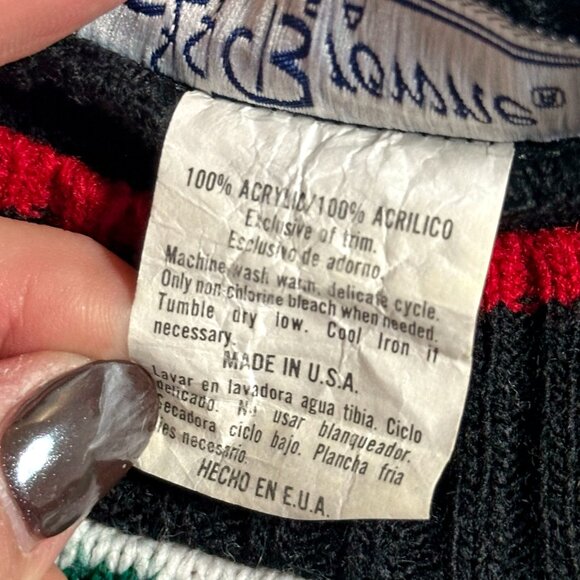 100% ACRYLIC/100% ACRILICO
Exclusive of trim.
Esclusivo de adorno.
Machine wash warm, delicate cycle.
Only non-chlorine bleach when needed.
Tumble dry low. Cool Iron if
necessary.
MADE IN U.S.A.
Lavar en lavadora agua tibia. Ciclo
delicado. No usar blanqueador.
Secadora ciclo bajo. Plancha fria
es necesario.
HECHO EN E.U.A.